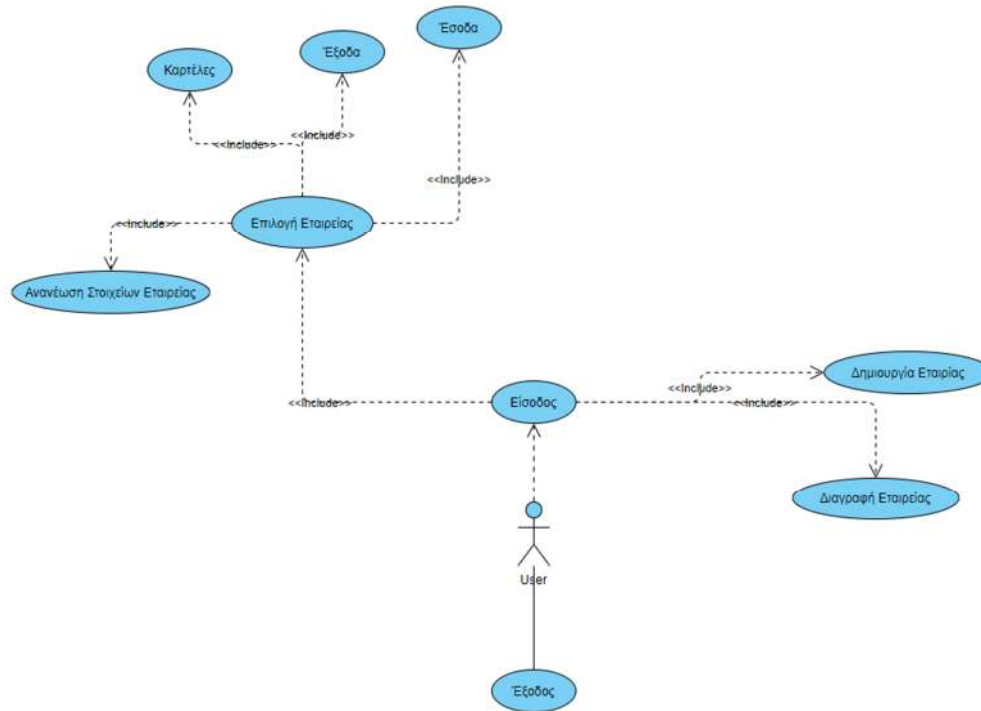 Έσοδα
Έξοδα
Καρτέλες
<<Include>>
<<Include>>
<<Include>>
Επιλογή Εταιρείας
<<Include>>
Ανανέωση Στοιχείων Εταιρείας
Δημιουργία Εταιρίας
<<Include>>
<<Include>>
Είσοδος
<<Include>>
Διαγραφή Εταιρείας
User
Έξοδος